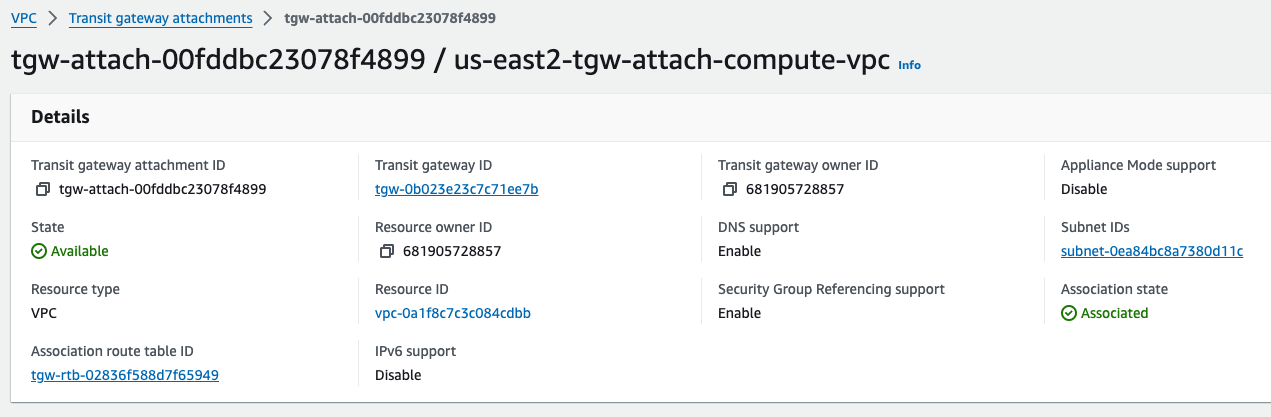 VPC > Transit gateway attachments > tgw-attach-00fddbc23078f4899
tgw-attach-00fddbc23078f4899 / us-east2-tgw-attach-compute-vpc Info
Details
Transit gateway attachment ID
tgw-attach-00fddbc23078f4899
Transit gateway ID
tgw-0b023e23c7c71ee7b
Transit gateway owner ID
681905728857
Appliance Mode support
Disable
State
Available
Resource owner ID
681905728857
DNS support
Enable
Subnet IDs
subnet-0ea84bc8a7380d11c
Resource type
VPC
Resource ID
vpc-0a1f8c7c3c084cdbb
Security Group Referencing support
Enable
Association state
Associated
Association route table ID
tgw-rtb-02836f588d7f65949
IPv6 support
Disable